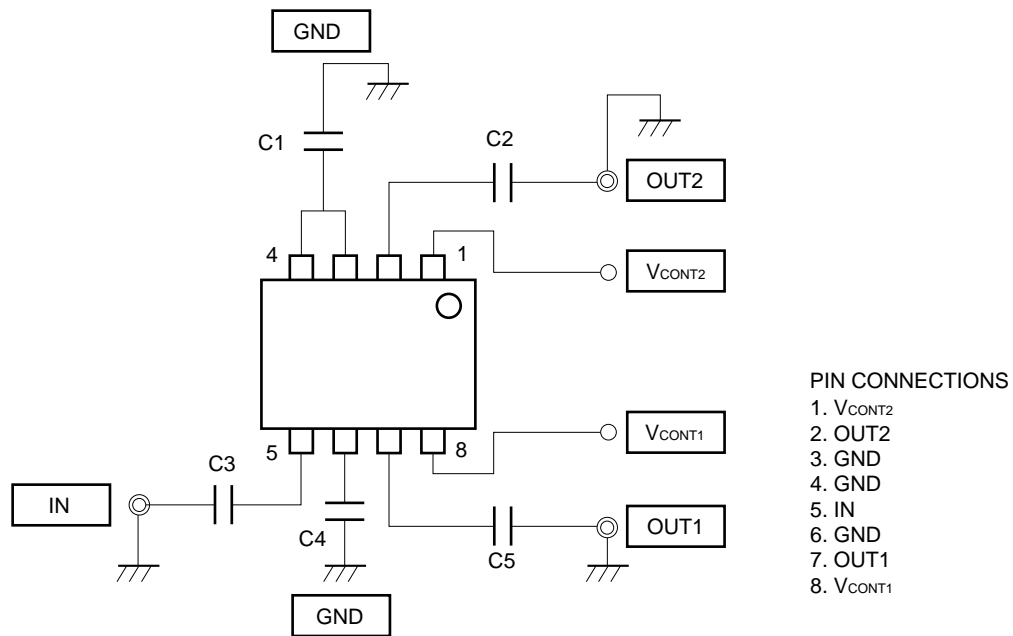 GND
C1
C2
OUT2
4
1
VCONT2
VCONT1
5
8
C3
IN
C4
C5
OUT1
GND
PIN CONNECTIONS
1. VCONT2
2. OUT2
3. GND
4. GND
5. IN
6. GND
7. OUT1
8. VCONT1